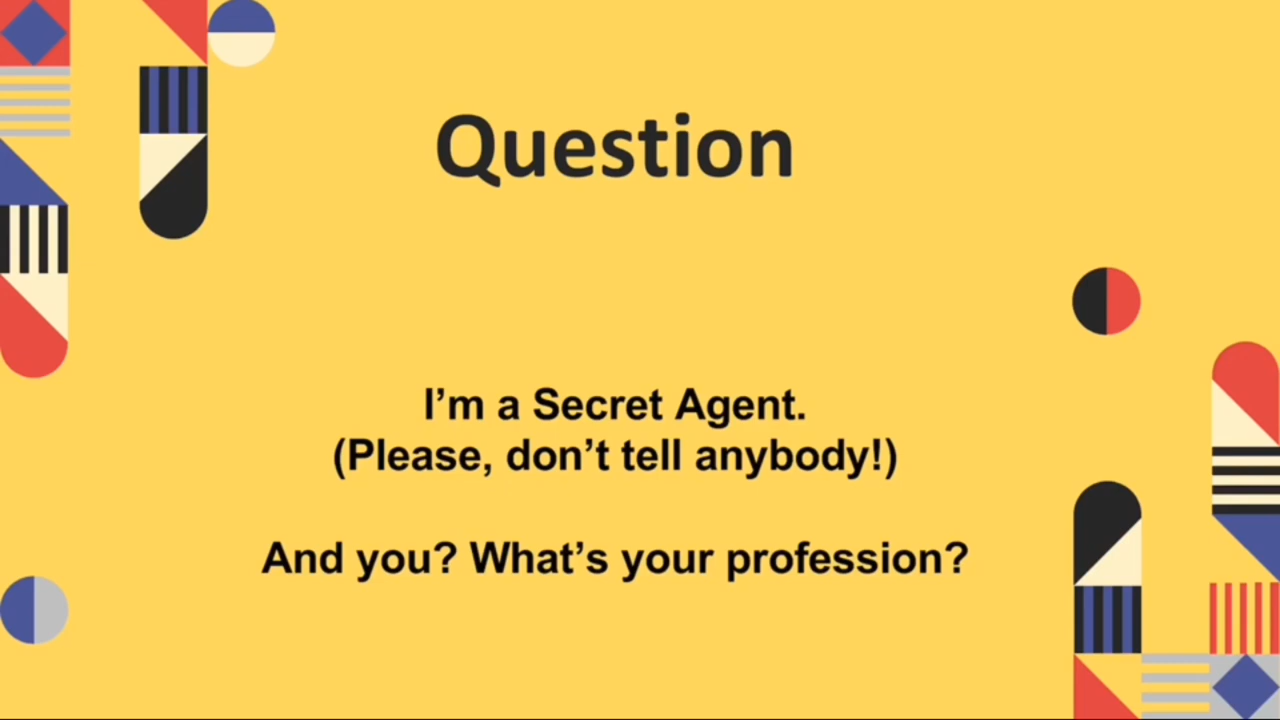 Question
I’m a Secret Agent.
(Please, don’t tell anybody!)
And you? What’s your profession?